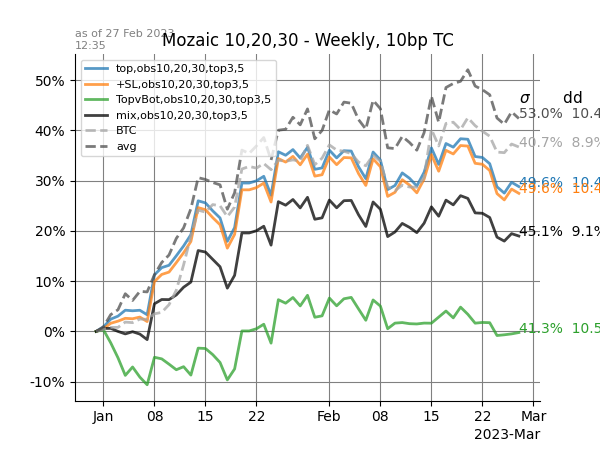 as of 27 Feb 2023
12:35
Mozaic 10,20,30 - Weekly, 10bp TC
top,obs10,20,30,top3,5
+SL,obs10,20,30,top3,5
TopvBot,obs10,20,30,top3,5
mix,obs10,20,30,top3,5
BTC
avg
σ dd
53.0% 10.4
40.7% 8.9%
49.6% 10.4
49.6% 10.4
45.1% 9.1%
41.3% 10.5
50%
40%
30%
20%
10%
0%
-10%
Jan 08 15 22 Feb 08 15 22 Mar
2023-Mar